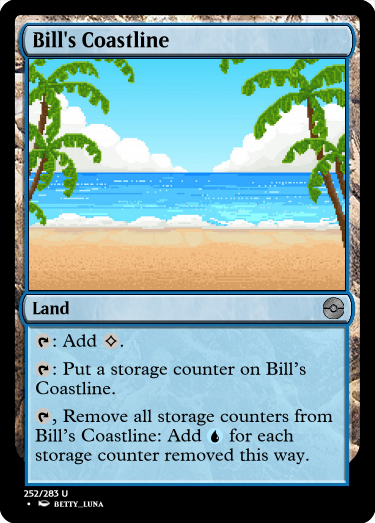 Bill's Coastline
Land
: Add .
: Put a storage counter on Bill's
Coastline.
, Remove all storage counters from
Bill's Coastline: Add for each
storage counter removed this way.
252/283 U
• BETTY_LUNA